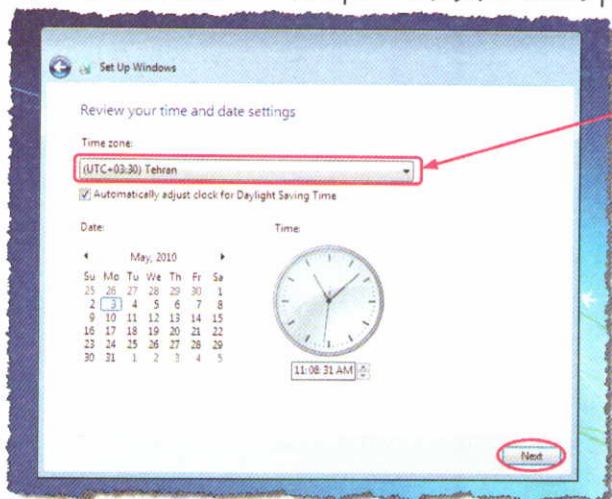 Set Up Windows
Review your time and date settings
Time zone:
(UTC+03:30) Tehran
Automatically adjust clock for Daylight Saving Time
Date: Time:
May, 2010
Su Mo Tu We Th Fr Sa
25 26 27 28 29 30 1
2 3 4 5 6 7 8
9 10 11 12 13 14 15
16 17 18 19 20 21 22
23 24 25 26 27 28 29
30 31 1 2 3 4 5
11:08:31 AM
Next